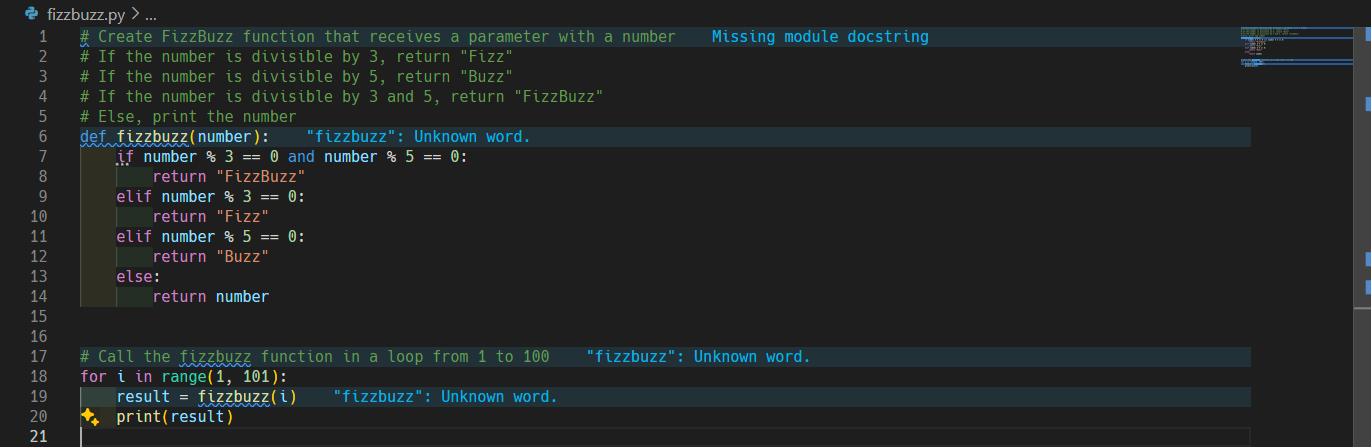 fizzbuzz.py > ...
1 # Create FizzBuzz function that receives a parameter with a number Missing module docstring
2 # If the number is divisible by 3, return "Fizz"
3 # If the number is divisible by 5, return "Buzz"
4 # If the number is divisible by 3 and 5, return "FizzBuzz"
5 # Else, print the number
6 def fizzbuzz(number): "fizzbuzz": Unknown word.
7 if number % 3 == 0 and number % 5 == 0:
8 return "FizzBuzz"
9 elif number % 3 == 0:
10 return "Fizz"
11 elif number % 5 == 0:
12 return "Buzz"
13 else:
14 return number
15
16
17 # Call the fizzbuzz function in a loop from 1 to 100 "fizzbuzz": Unknown word.
18 for i in range(1, 101):
19 result = fizzbuzz(i) "fizzbuzz": Unknown word.
20 print(result)
21